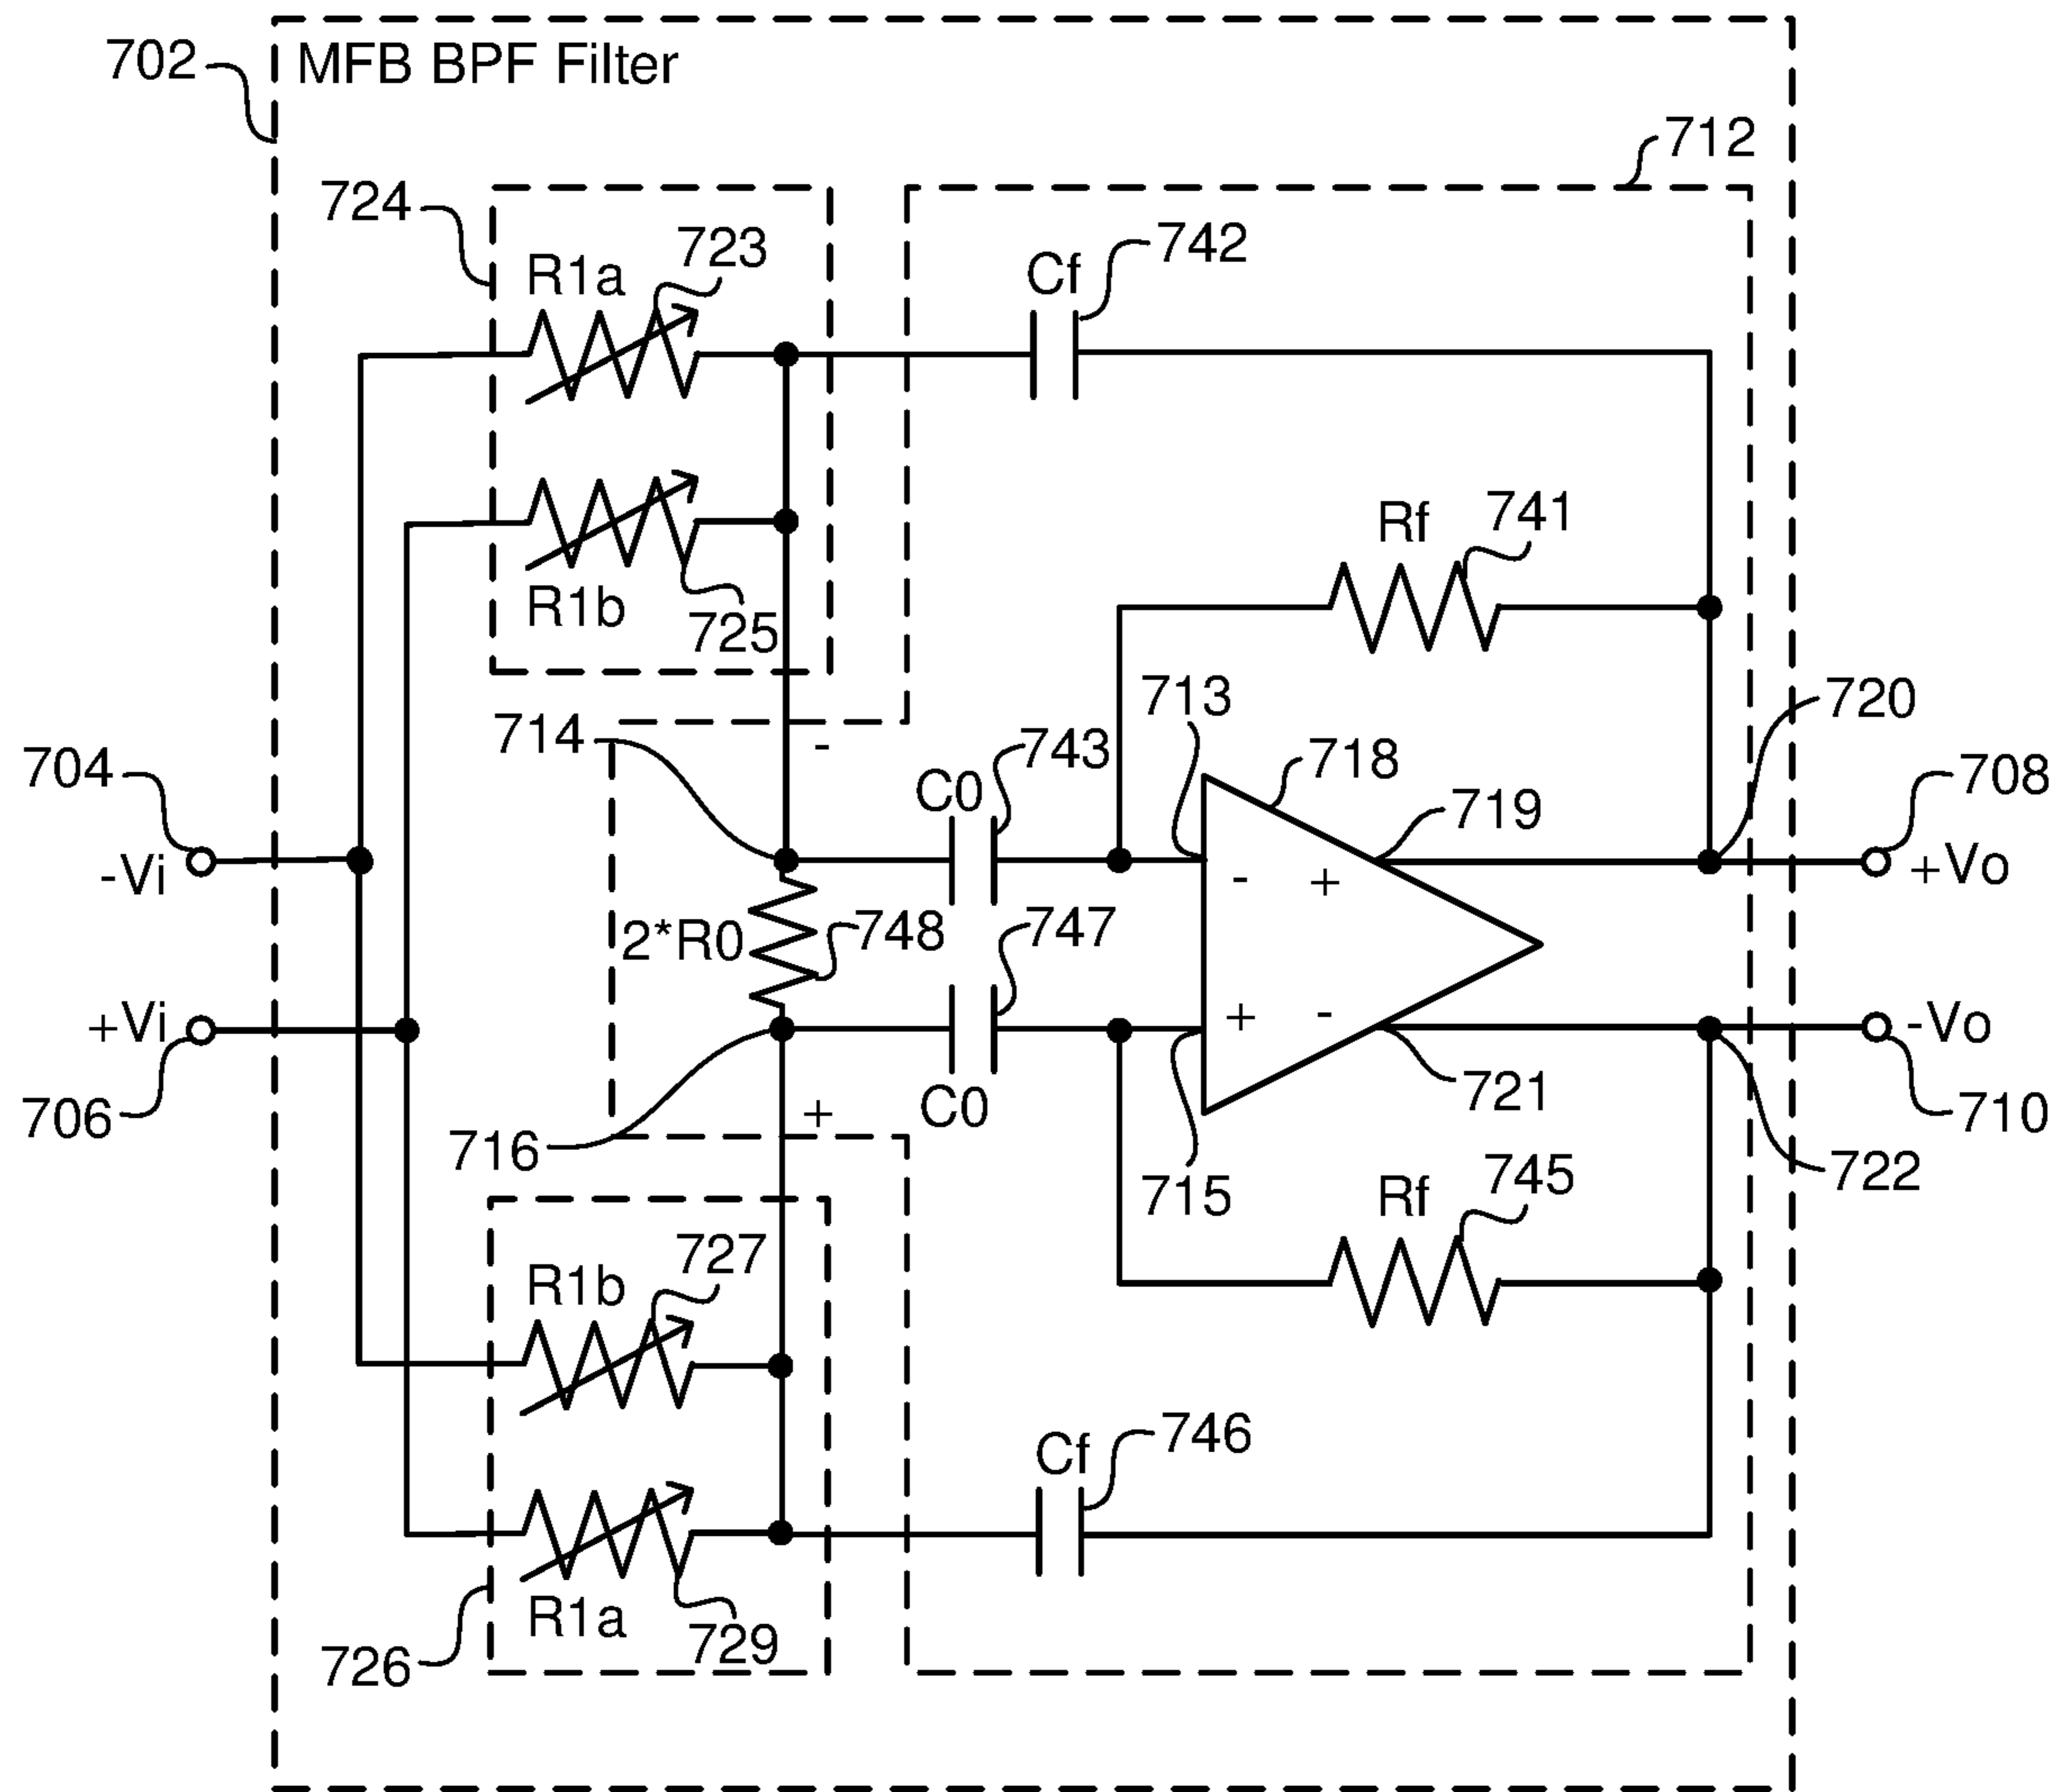 702
MFB BPF Filter
712
724
723
742
R1a
Cf
Rf
741
R1b
725
713
720
714
-
743
718
704
C0
719
708
-Vi
-
+
+Vo
2*R0
748
747
+Vi
+
-
-Vo
706
+
C0
721
710
716
715
Rf
745
722
727
R1b
Cf
746
R1a
729
726